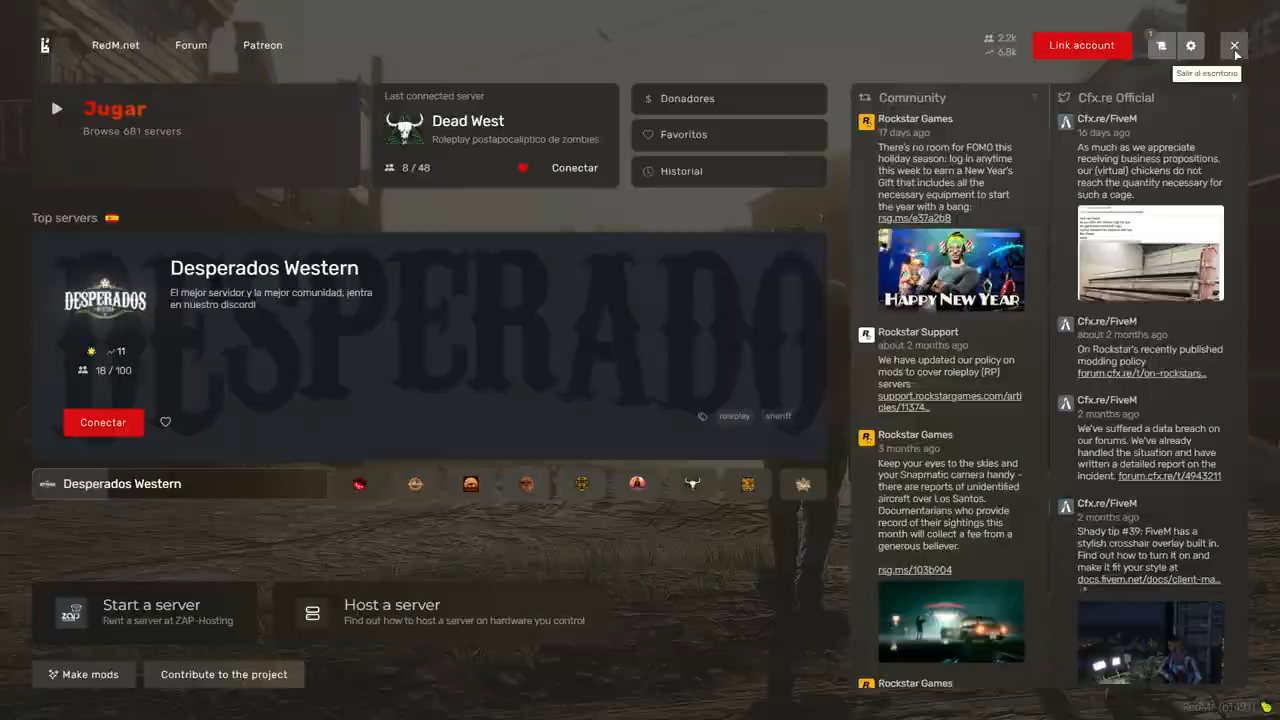 RedM.net
Forum
Patreon
2.2k
6.8k
Link account
1
Salir al escritorio
Jugar
Browse 681 servers
Last connected server
Dead West
Roleplay postapocaliptico de zombies
8 / 48
Conectar
$ Donadores
Favoritos
Historial
Top servers
?
DESPERADO
DESPERADOS
Desperados Western
El mejor servidor y la mejor comunidad, ¡entra
en nuestro discord!
11
18 / 100
Conectar
roleplay
sheriff
Desperados Western
Start a server
Rent a server at ZAP-Hosting
Host a server
Find out how to host a server on hardware you control
Make mods
Contribute to the project
Community
?
Rockstar Games
17 days ago
There's no room for FOMO this
holiday season: log in anytime
this week to earn a New Year's
Gift that includes all the
necessary equipment to start
the year with a bang:
rsg.ms/e37a2b8
HAPPY NEW YEAR
Rockstar Support
about 2 months ago
We have updated our policy on
mods to cover roleplay (RP)
servers
support.rockstargames.com/arti
cles/11374...
Rockstar Games
3 months ago
Keep your eyes to the skies and
your Snapmatic camera handy –
there are reports of unidentified
aircraft over Los Santos.
Documentarians who provide
record of their sightings this
month will collect a fee from a
generous believer.
rsg.ms/103b904
Rockstar Games
Cfx.re Official
?
Cfx.re/FiveM
16 days ago
As much as we appreciate
receiving business propositions,
our (virtual) chickens do not
reach the quantity necessary for
such a cage.
Cfx.re/FiveM
about 2 months ago
On Rockstar's recently published
modding policy
forum.cfx.re/t/on-rockstars...
Cfx.re/FiveM
2 months ago
We've suffered a data breach on
our forums. We've already
handled the situation and have
written a detailed report on the
incident. forum.cfx.re/t/4943211
Cfx.re/FiveM
2 months ago
Shady tip #39: FiveM has a
stylish crosshair overlay built in.
Find out how to turn it on and
make it fit your style at
docs.fivem.net/docs/client-ma...